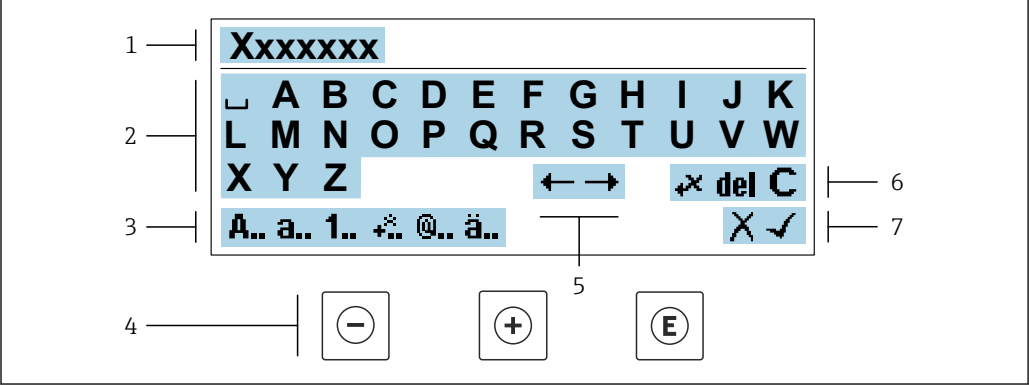 1 Xxxxxxx
␣ A B C D E F G H I J K
2 L M N O P Q R S T U V W
X Y Z ← → +× del C 6
3 A.. a.. 1.. +×.. @.. ä.. X ✓ 7
5
4 − + E